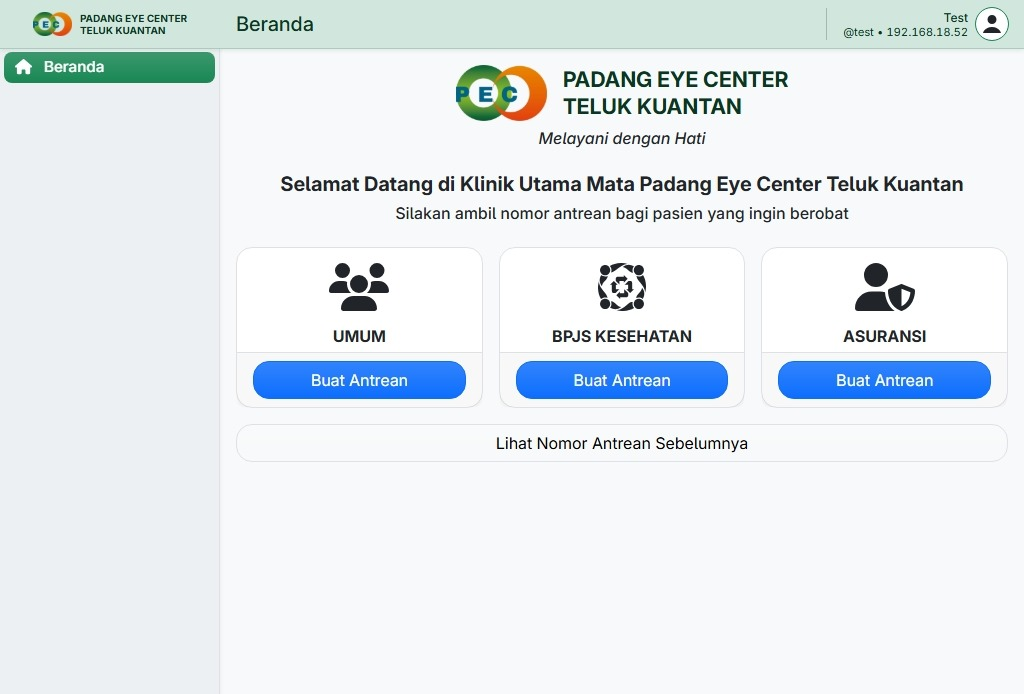 PEC PADANG EYE CENTER
TELUK KUANTAN
Beranda
Test
@test • 192.168.18.52
Beranda
PEC
PADANG EYE CENTER
TELUK KUANTAN
Melayani dengan Hati
Selamat Datang di Klinik Utama Mata Padang Eye Center Teluk Kuantan
Silakan ambil nomor antrean bagi pasien yang ingin berobat
UMUM
Buat Antrean
BPJS KESEHATAN
Buat Antrean
ASURANSI
Buat Antrean
Lihat Nomor Antrean Sebelumnya